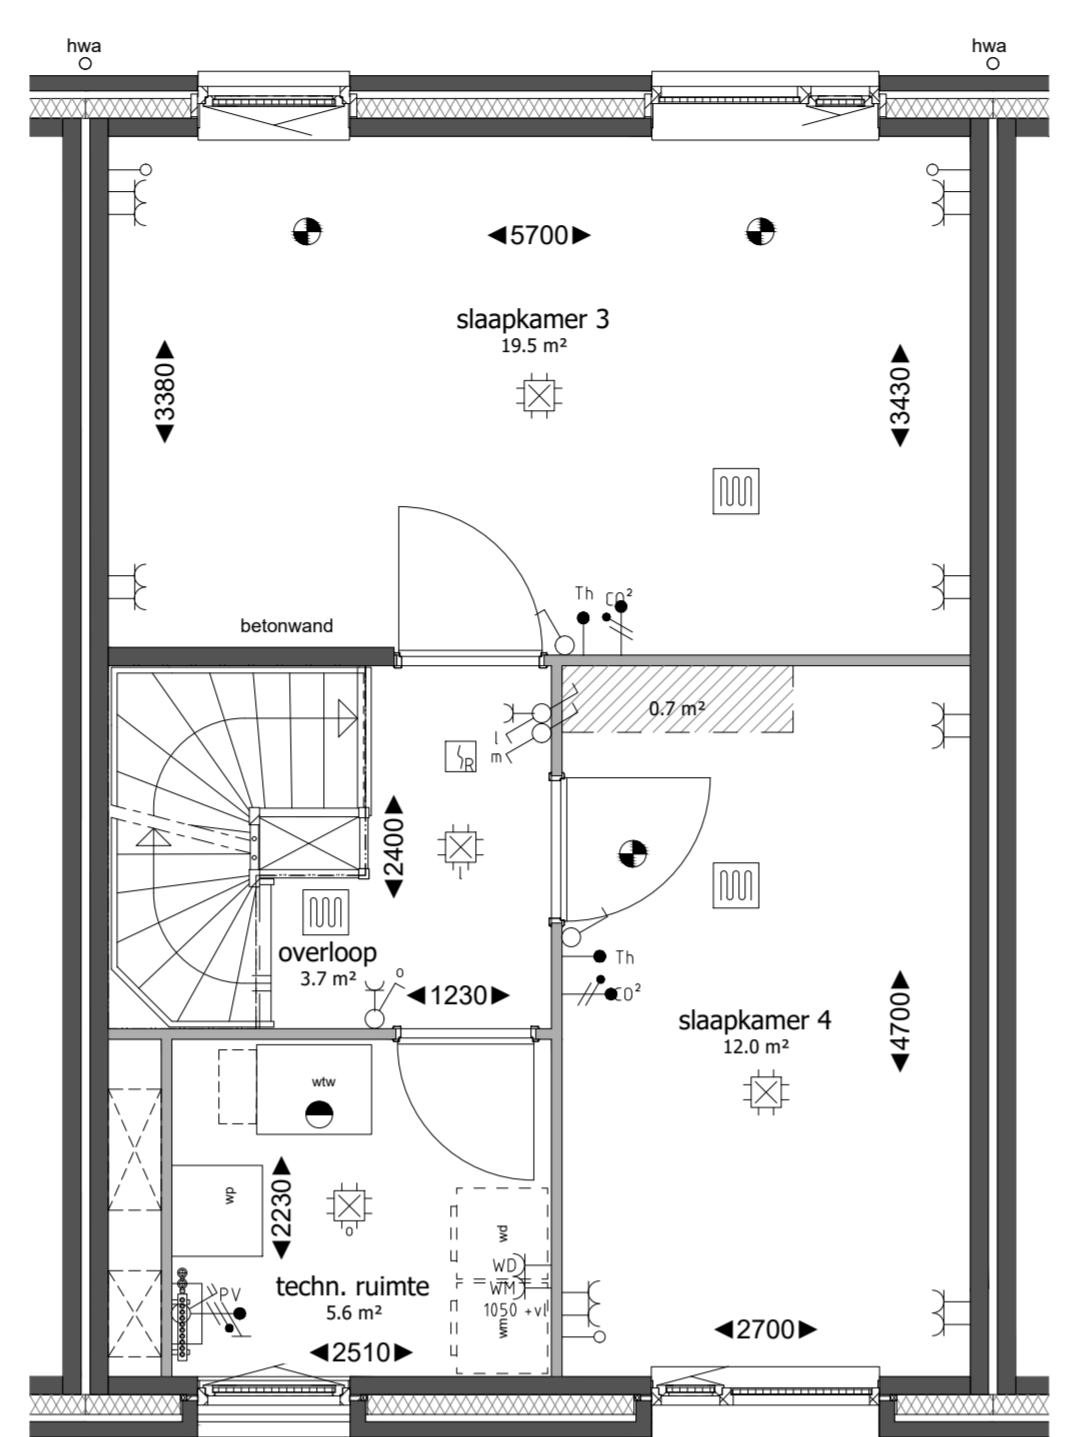 hwa
hwa
5700
slaapkamer 3
19.5 m²
3380
3430
Th
CO²
betonwand
0.7 m²
l
m
R
2400
l
overloop
3.7 m²
o
1230
Th
CO²
slaapkamer 4
12.0 m²
4700
wtw
wp
2230
o
wd
WD
techn. ruimte
WM
PV
5.6 m²
1050 +vl
wm
2700
2510